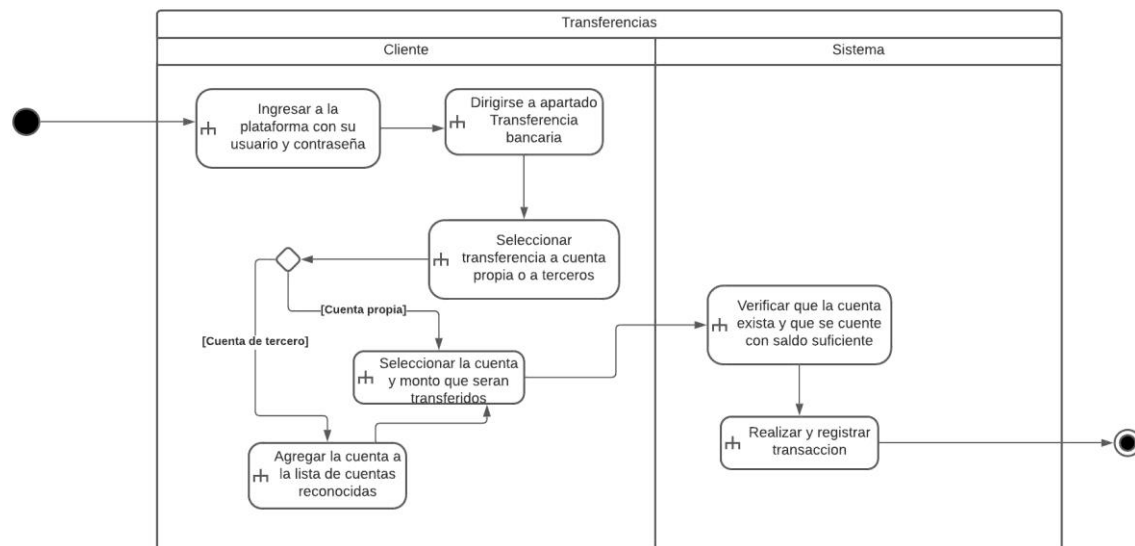 Transferencias
Cliente
Sistema
Ingresar a la
plataforma con su
usuario y contraseña
Dirigirse a apartado
Transferencia
bancaria
Seleccionar
transferencia a cuenta
propia o a terceros
[Cuenta propia]
[Cuenta de tercero]
Seleccionar la cuenta
y monto que seran
transferidos
Agregar la cuenta a
la lista de cuentas
reconocidas
Verificar que la cuenta
exista y que se cuente
con saldo suficiente
Realizar y registrar
transaccion